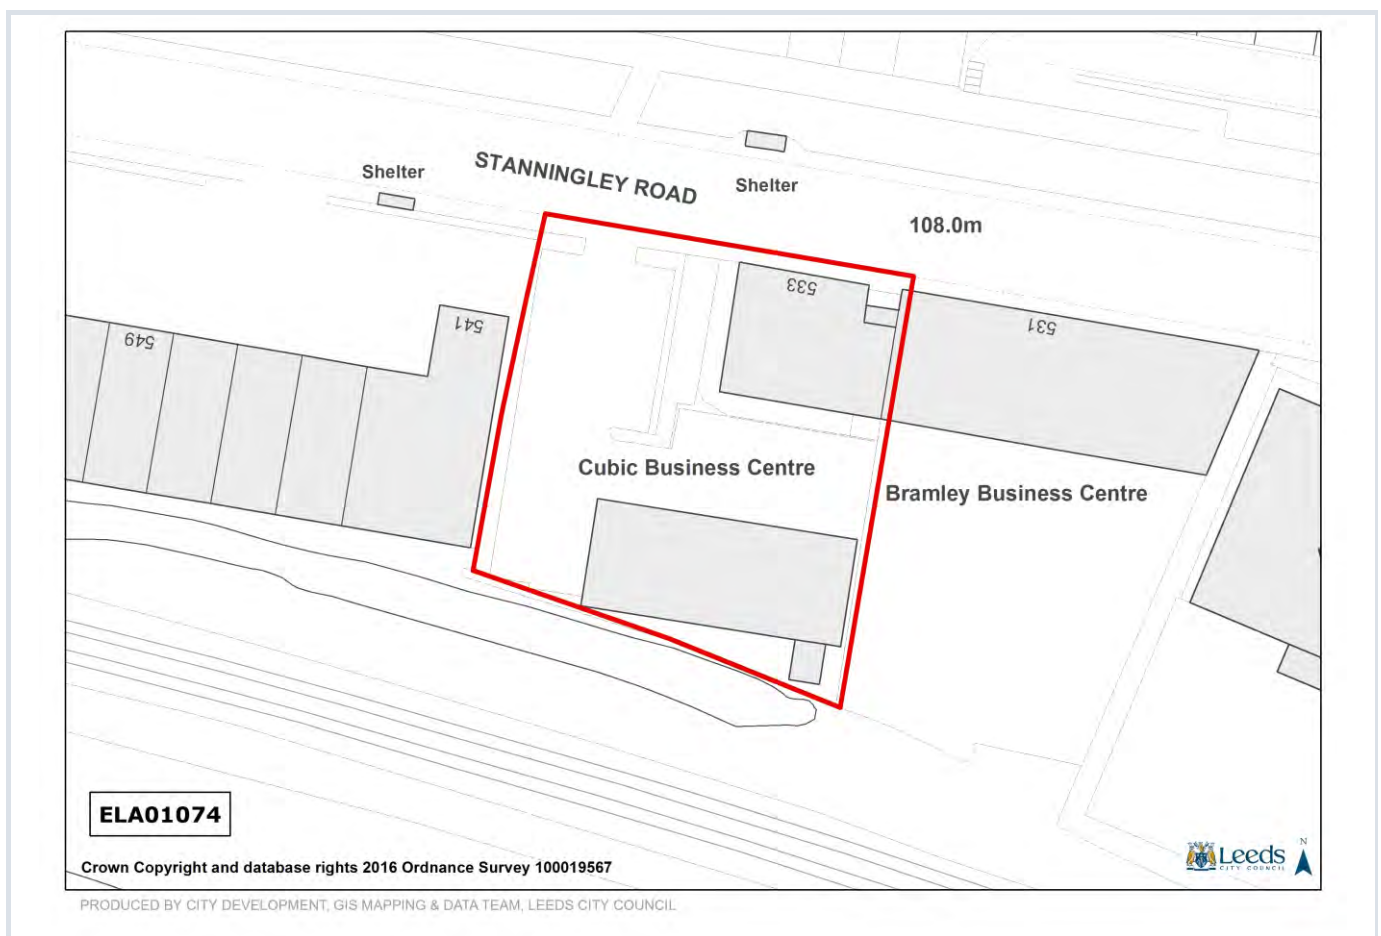 STANNINGLEY ROAD
Shelter
Shelter
108.0m
533
531
541
549
Cubic Business Centre
Bramley Business Centre
ELA01074
Crown Copyright and database rights 2016 Ordnance Survey 100019567
Leeds
CITY COUNCIL
N
PRODUCED BY CITY DEVELOPMENT, GIS MAPPING & DATA TEAM, LEEDS CITY COUNCIL